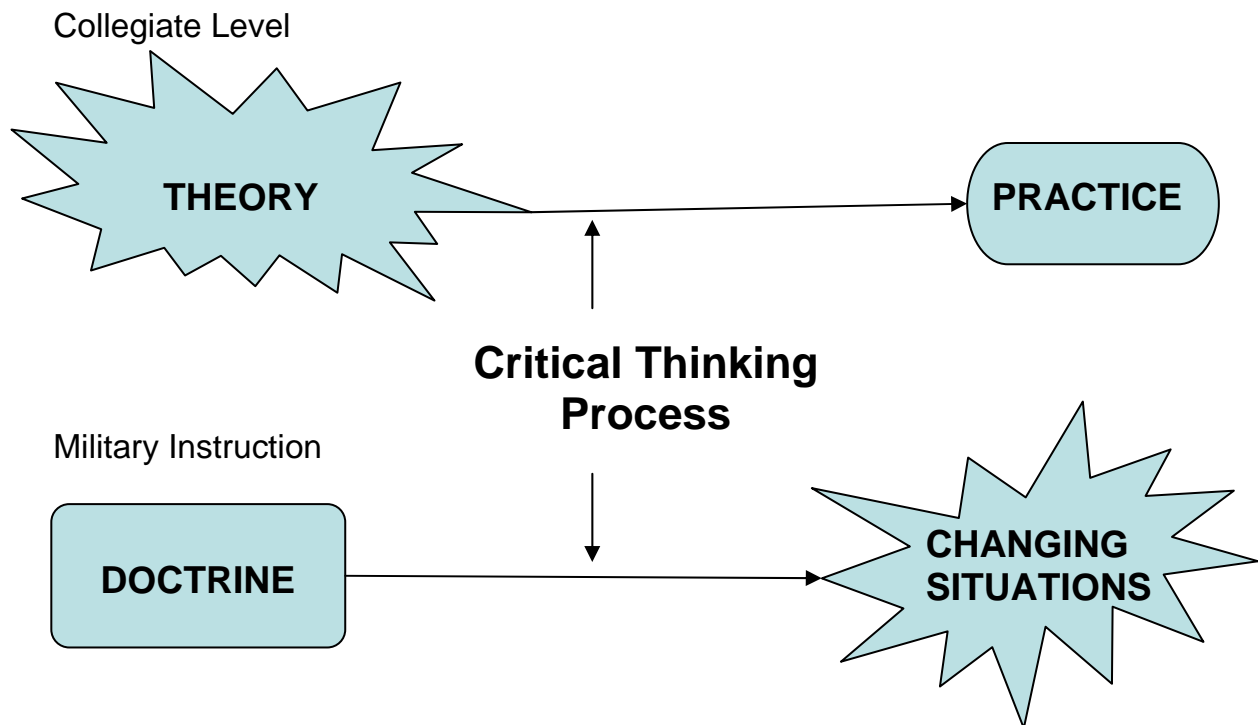 Collegiate Level
THEORY
PRACTICE
Critical Thinking
Process
Military Instruction
DOCTRINE
CHANGING
SITUATIONS